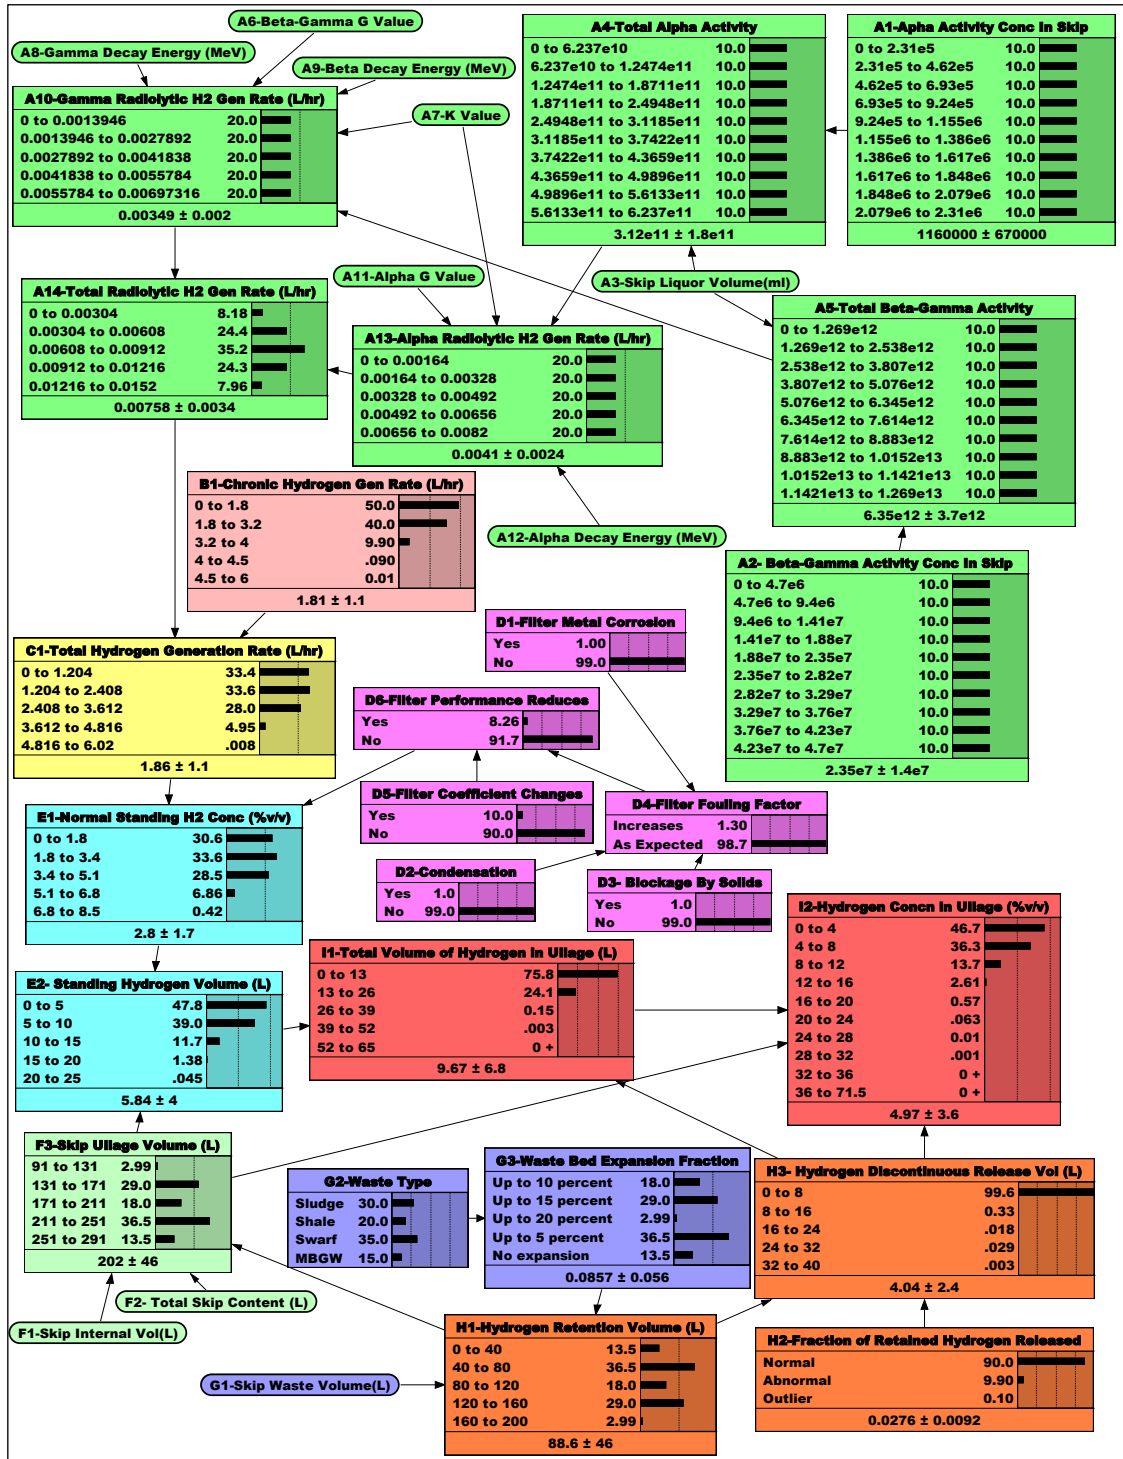 A6-Beta-Gamma G Value
A8-Gamma Decay Energy (MeV)
A9-Beta Decay Energy (MeV)
A10-Gamma Radiolytic H2 Gen Rate (L/hr)
0 to 0.0013946 20.0
0.0013946 to 0.0027892 20.0
0.0027892 to 0.0041838 20.0
0.0041838 to 0.0055784 20.0
0.0055784 to 0.00697316 20.0
0.00349 ± 0.002
A7-K Value
A4-Total Alpha Activity
0 to 6.237e10 10.0
6.237e10 to 1.2474e11 10.0
1.2474e11 to 1.8711e11 10.0
1.8711e11 to 2.4948e11 10.0
2.4948e11 to 3.1185e11 10.0
3.1185e11 to 3.7422e11 10.0
3.7422e11 to 4.3659e11 10.0
4.3659e11 to 4.9896e11 10.0
4.9896e11 to 5.6133e11 10.0
5.6133e11 to 6.237e11 10.0
3.12e11 ± 1.8e11
A1-Apha Activity Conc In Skip
0 to 2.31e5 10.0
2.31e5 to 4.62e5 10.0
4.62e5 to 6.93e5 10.0
6.93e5 to 9.24e5 10.0
9.24e5 to 1.155e6 10.0
1.155e6 to 1.386e6 10.0
1.386e6 to 1.617e6 10.0
1.617e6 to 1.848e6 10.0
1.848e6 to 2.079e6 10.0
2.079e6 to 2.31e6 10.0
1160000 ± 670000
A11-Alpha G Value
A3-Skip Liquor Volume(ml)
A14-Total Radiolytic H2 Gen Rate (L/hr)
0 to 0.00304 8.18
0.00304 to 0.00608 24.4
0.00608 to 0.00912 35.2
0.00912 to 0.01216 24.3
0.01216 to 0.0152 7.96
0.00758 ± 0.0034
A13-Alpha Radiolytic H2 Gen Rate (L/hr)
0 to 0.00164 20.0
0.00164 to 0.00328 20.0
0.00328 to 0.00492 20.0
0.00492 to 0.00656 20.0
0.00656 to 0.0082 20.0
0.0041 ± 0.0024
A5-Total Beta-Gamma Activity
0 to 1.269e12 10.0
1.269e12 to 2.538e12 10.0
2.538e12 to 3.807e12 10.0
3.807e12 to 5.076e12 10.0
5.076e12 to 6.345e12 10.0
6.345e12 to 7.614e12 10.0
7.614e12 to 8.883e12 10.0
8.883e12 to 1.0152e13 10.0
1.0152e13 to 1.1421e13 10.0
1.1421e13 to 1.269e13 10.0
6.35e12 ± 3.7e12
B1-Chronic Hydrogen Gen Rate (L/hr)
0 to 1.8 50.0
1.8 to 3.2 40.0
3.2 to 4 9.90
4 to 4.5 .090
4.5 to 6 0.01
1.81 ± 1.1
A12-Alpha Decay Energy (MeV)
A2- Beta-Gamma Activity Conc In Skip
0 to 4.7e6 10.0
4.7e6 to 9.4e6 10.0
9.4e6 to 1.41e7 10.0
1.41e7 to 1.88e7 10.0
1.88e7 to 2.35e7 10.0
2.35e7 to 2.82e7 10.0
2.82e7 to 3.29e7 10.0
3.29e7 to 3.76e7 10.0
3.76e7 to 4.23e7 10.0
4.23e7 to 4.7e7 10.0
2.35e7 ± 1.4e7
D1-Filter Metal Corrosion
Yes 1.00
No 99.0
C1-Total Hydrogen Generation Rate (L/hr)
0 to 1.204 33.4
1.204 to 2.408 33.6
2.408 to 3.612 28.0
3.612 to 4.816 4.95
4.816 to 6.02 .008
1.86 ± 1.1
D6-Filter Performance Reduces
Yes 8.26
No 91.7
D5-Filter Coefficient Changes
Yes 10.0
No 90.0
D4-Filter Fouling Factor
Increases 1.30
As Expected 98.7
E1-Normal Standing H2 Conc (%v/v)
0 to 1.8 30.6
1.8 to 3.4 33.6
3.4 to 5.1 28.5
5.1 to 6.8 6.86
6.8 to 8.5 0.42
2.8 ± 1.7
D2-Condensation
Yes 1.0
No 99.0
D3- Blockage By Solids
Yes 1.0
No 99.0
I2-Hydrogen Concn In Ullage (%v/v)
0 to 4 46.7
4 to 8 36.3
8 to 12 13.7
12 to 16 2.61
16 to 20 0.57
20 to 24 .063
24 to 28 0.01
28 to 32 .001
32 to 36 0 +
36 to 71.5 0 +
4.97 ± 3.6
I1-Total Volume of Hydrogen in Ullage (L)
0 to 13 75.8
13 to 26 24.1
26 to 39 0.15
39 to 52 .003
52 to 65 0 +
9.67 ± 6.8
E2- Standing Hydrogen Volume (L)
0 to 5 47.8
5 to 10 39.0
10 to 15 11.7
15 to 20 1.38
20 to 25 .045
5.84 ± 4
F3-Skip Ullage Volume (L)
91 to 131 2.99
131 to 171 29.0
171 to 211 18.0
211 to 251 36.5
251 to 291 13.5
202 ± 46
G2-Waste Type
Sludge 30.0
Shale 20.0
Swarf 35.0
MBGW 15.0
G3-Waste Bed Expansion Fraction
Up to 10 percent 18.0
Up to 15 percent 29.0
Up to 20 percent 2.99
Up to 5 percent 36.5
No expansion 13.5
0.0857 ± 0.056
H3- Hydrogen Discontinuous Release Vol (L)
0 to 8 99.6
8 to 16 0.33
16 to 24 .018
24 to 32 .029
32 to 40 .003
4.04 ± 2.4
F2- Total Skip Content (L)
F1-Skip Internal Vol(L)
G1-Skip Waste Volume(L)
H1-Hydrogen Retention Volume (L)
0 to 40 13.5
40 to 80 36.5
80 to 120 18.0
120 to 160 29.0
160 to 200 2.99
88.6 ± 46
H2-Fraction of Retained Hydrogen Released
Normal 90.0
Abnormal 9.90
Outlier 0.10
0.0276 ± 0.0092